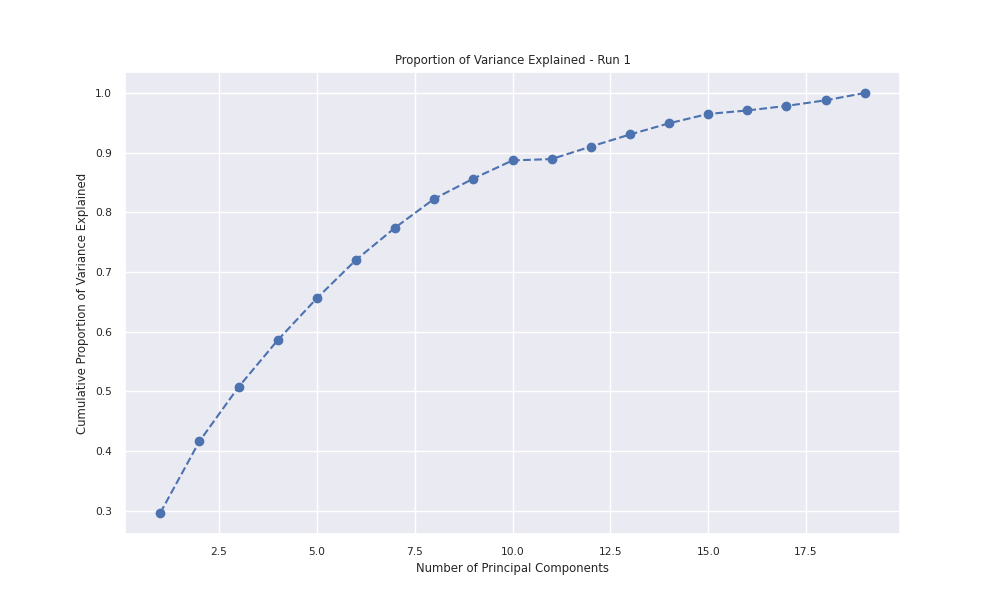 Proportion of Variance Explained - Run 1
Cumulative Proportion of Variance Explained
1.0
0.9
0.8
0.7
0.6
0.5
0.4
0.3
2.5 5.0 7.5 10.0 12.5 15.0 17.5
Number of Principal Components